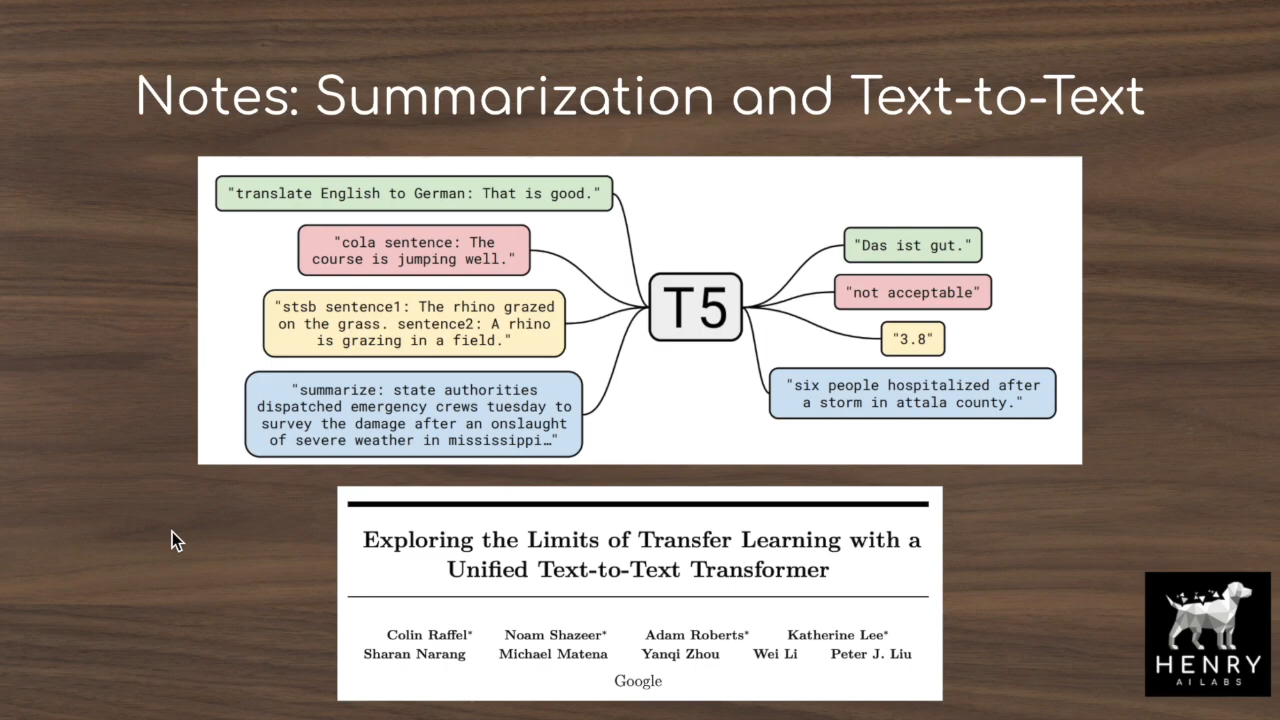 Notes: Summarization and Text-to-Text
"translate English to German: That is good."
"cola sentence: The
course is jumping well."
"stsb sentence1: The rhino grazed
on the grass. sentence2: A rhino
is grazing in a field."
"summarize: state authorities
dispatched emergency crews tuesday to
survey the damage after an onslaught
of severe weather in mississippi…"
T5
"Das ist gut."
"not acceptable"
"3.8"
"six people hospitalized after
a storm in attala county."
Exploring the Limits of Transfer Learning with a
Unified Text-to-Text Transformer
Colin Raffel* Noam Shazeer* Adam Roberts* Katherine Lee*
Sharan Narang Michael Matena Yanqi Zhou Wei Li Peter J. Liu
Google
HENRY
AI LABS